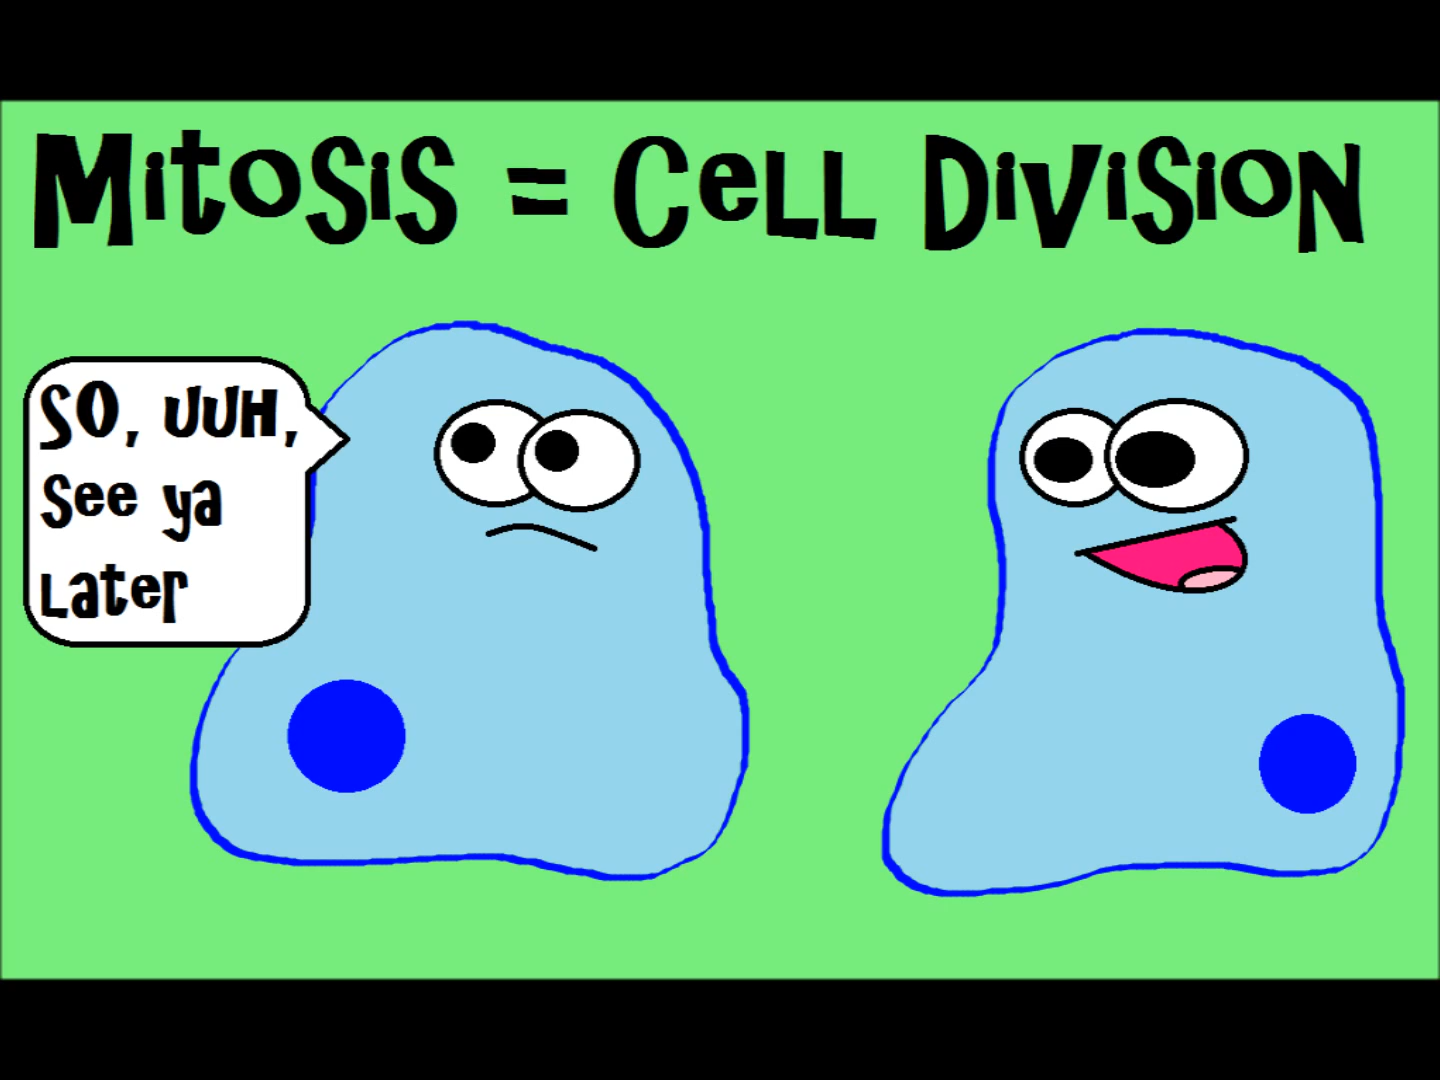 Mitosis = Cell Division
So, uuh,
See ya
Later